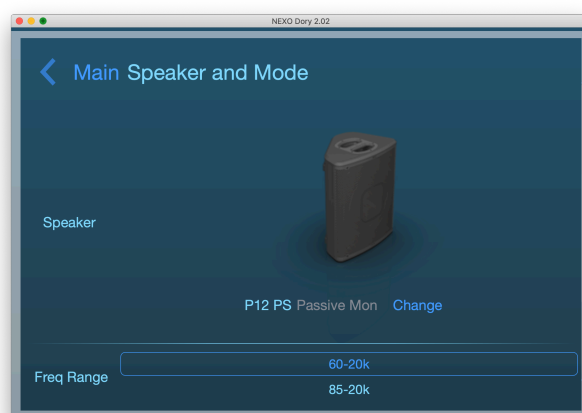 NEXO Dory 2.02
Main Speaker and Mode
Speaker
P12 PS Passive Mon Change
60-20k
Freq Range
85-20k